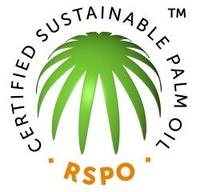 CERTIFIED SUSTAINABLE PALM OIL ™
· RSPO ·